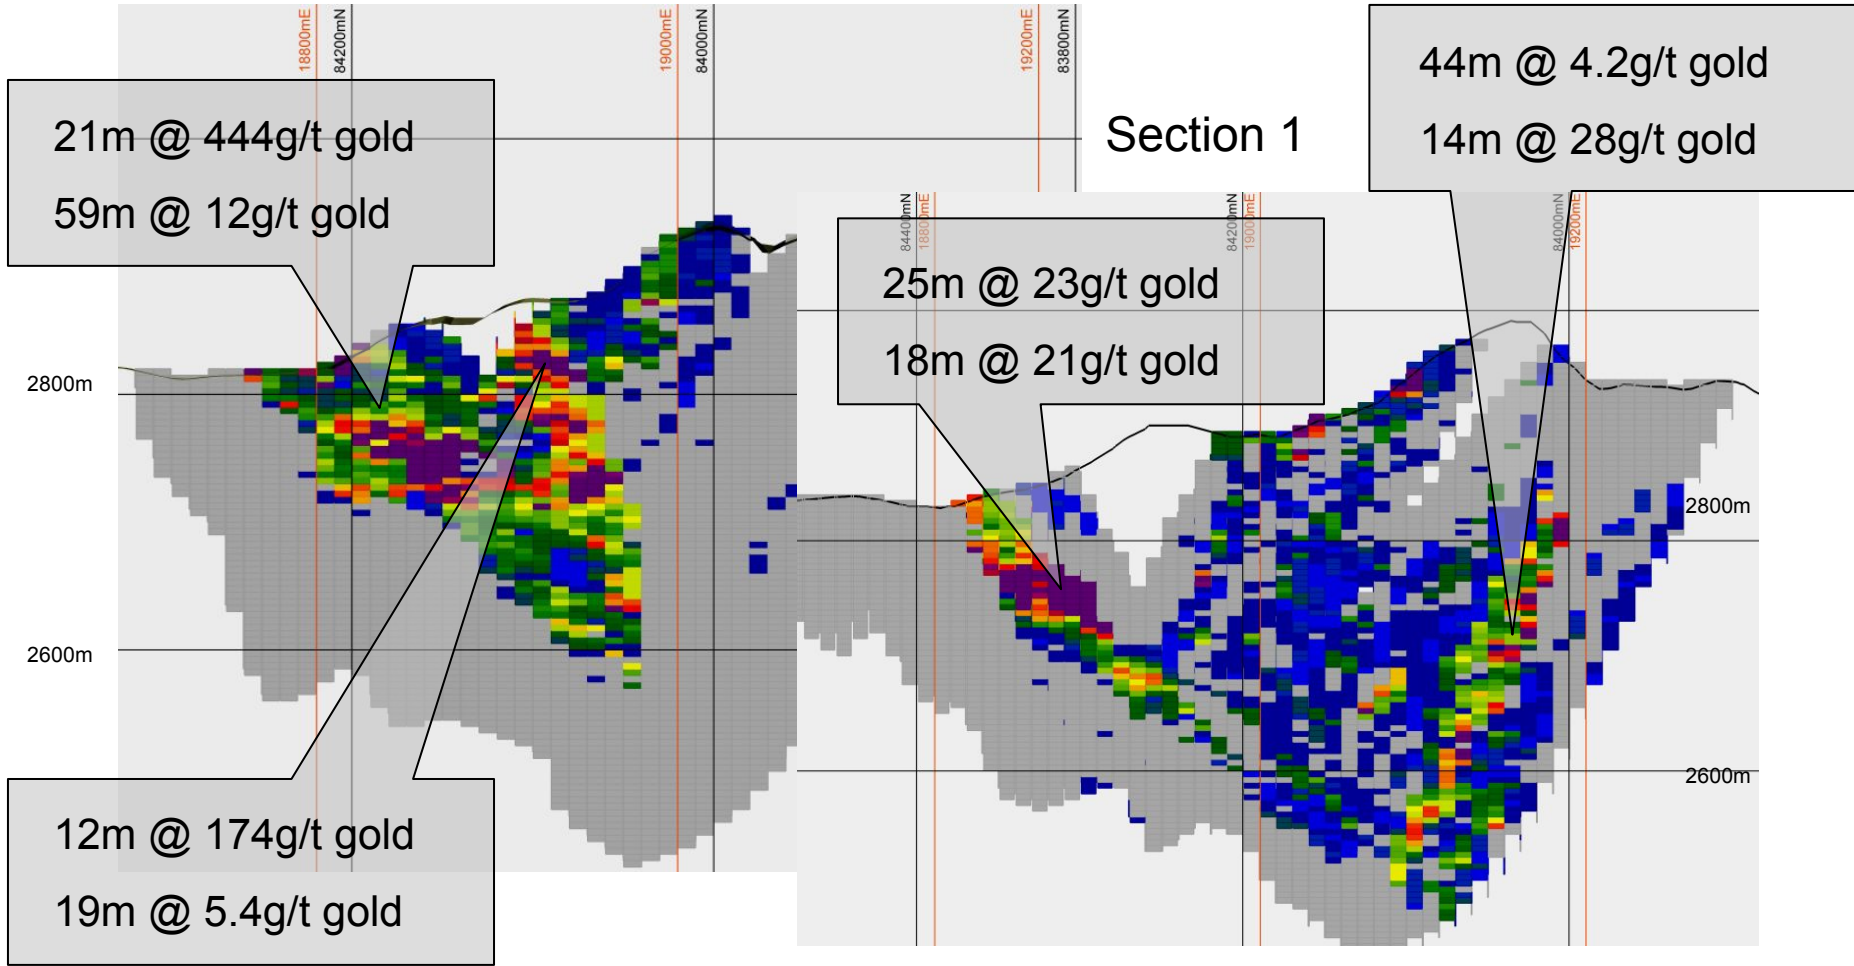 18800mE
84200mN
19000mE
84000mN
19200mE
83800mN
21m @ 444g/t gold
59m @ 12g/t gold
Section 1
44m @ 4.2g/t gold
14m @ 28g/t gold
84400mN
18800mE
84200mN
19000mE
84000mN
19200mE
25m @ 23g/t gold
18m @ 21g/t gold
2800m
2800m
2600m
2600m
12m @ 174g/t gold
19m @ 5.4g/t gold